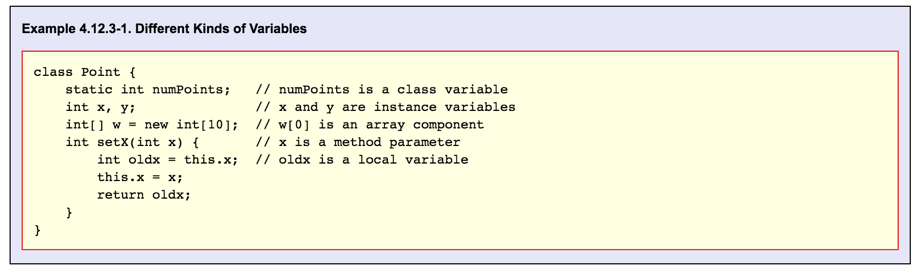 Example 4.12.3-1. Different Kinds of Variables
class Point {
    static int numPoints;   // numPoints is a class variable
    int x, y;               // x and y are instance variables
    int[] w = new int[10];  // w[0] is an array component
    int setX(int x) {       // x is a method parameter
        int oldx = this.x;  // oldx is a local variable
        this.x = x;
        return oldx;
    }
}